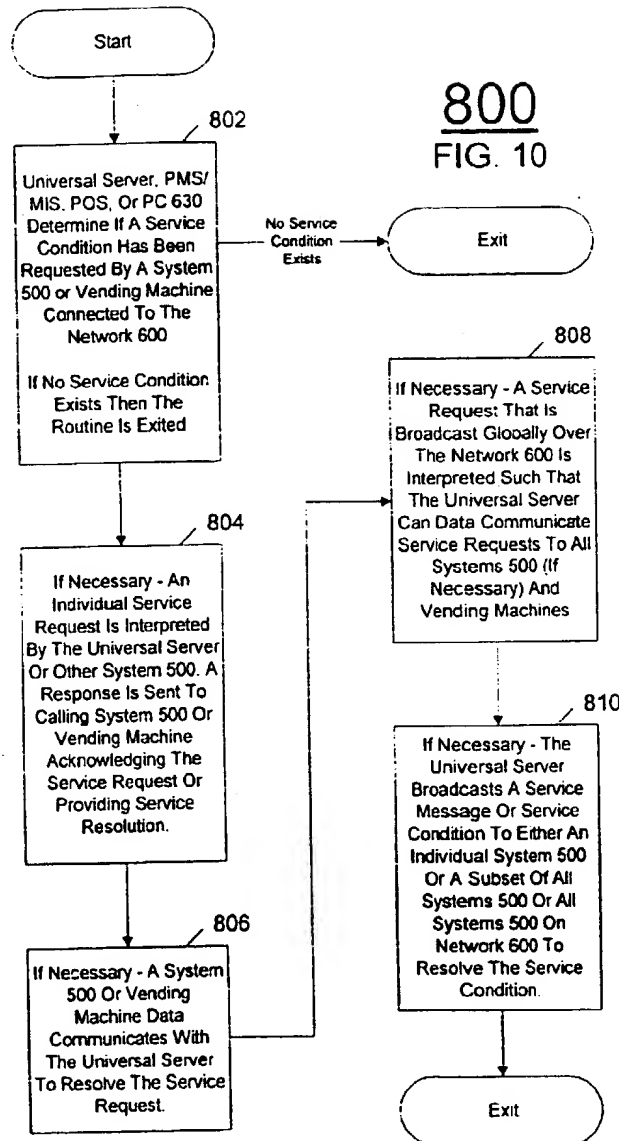 Start
800
FIG. 10
802
Universal Server, PMS/
MIS, POS, Or PC 630
Determine If A Service
Condition Has Been
Requested By A System
500 or Vending Machine
Connected To The
Network 600
If No Service Condition
Exists Then The
Routine Is Exited
No Service
Condition
Exists
Exit
804
If Necessary - An
Individual Service
Request Is Interpreted
By The Universal Server
Or Other System 500. A
Response Is Sent To
Calling System 500 Or
Vending Machine
Acknowledging The
Service Request Or
Providing Service
Resolution.
806
If Necessary - A System
500 Or Vending
Machine Data
Communicates With
The Universal Server
To Resolve The Service
Request.
808
If Necessary - A Service
Request That Is
Broadcast Globally Over
The Network 600 Is
Interpreted Such That
The Universal Server
Can Data Communicate
Service Requests To All
Systems 500 (If
Necessary) And
Vending Machines
810
If Necessary - The
Universal Server
Broadcasts A Service
Message Or Service
Condition To Either An
Individual System 500
Or A Subset Of All
Systems 500 Or All
Systems 500 On
Network 600 To
Resolve The Service
Condition.
Exit